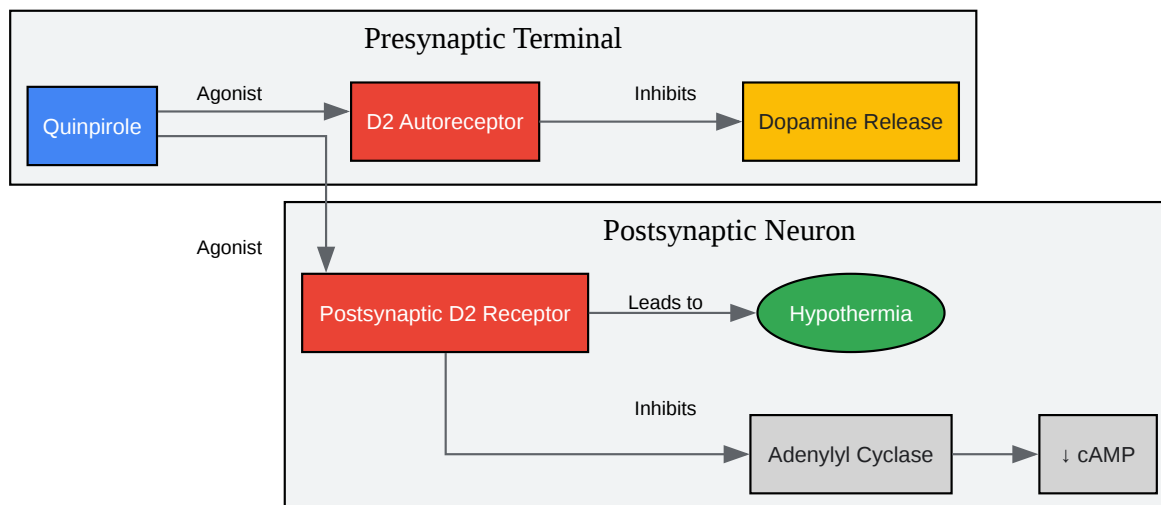 Presynaptic Terminal
Quinpirole
Agonist
D2 Autoreceptor
Inhibits
Dopamine Release
Agonist
Postsynaptic Neuron
Postsynaptic D2 Receptor
Leads to
Hypothermia
Inhibits
Adenylyl Cyclase
↓ cAMP